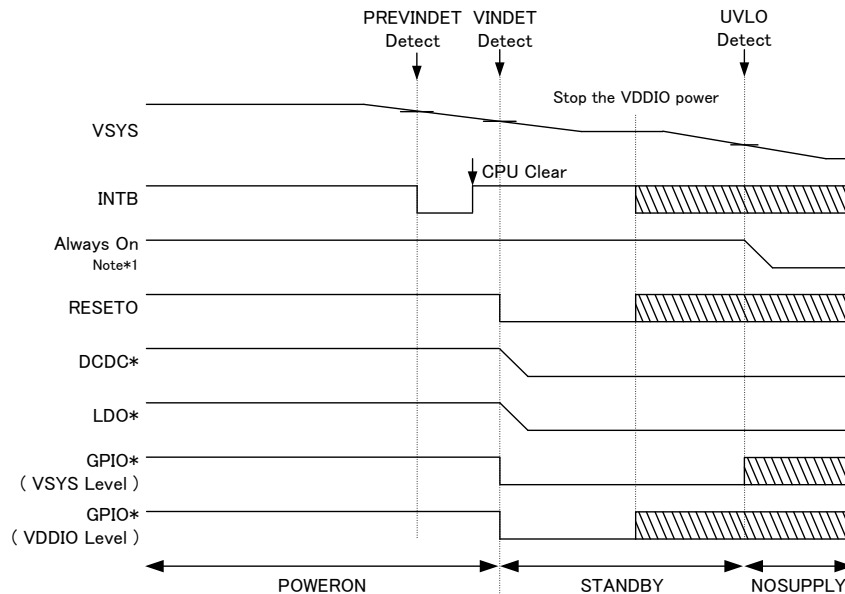 PREVINDET
Detect
VINDET
Detect
UVLO
Detect
Stop the VDDIO power
VSYS
CPU Clear
INTB
Always On
Note*1
RESETO
DCDC*
LDO*
GPIO*
( VSYS Level )
GPIO*
( VDDIO Level )
POWERON
STANDBY
NOSUPPLY